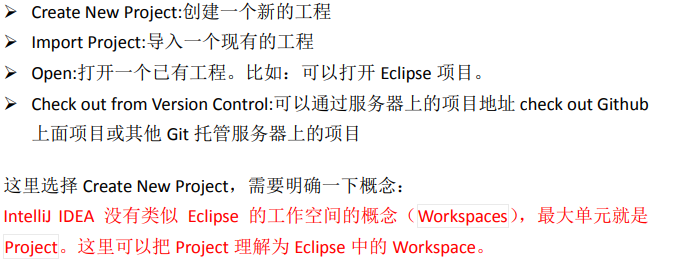 ➢ Create New Project:创建一个新的工程
➢ Import Project:导入一个现有的工程
➢ Open:打开一个已有工程。比如：可以打开 Eclipse 项目。
➢ Check out from Version Control:可以通过服务器上的项目地址 check out Github
上面项目或其他 Git 托管服务器上的项目
这里选择 Create New Project，需要明确一下概念：
IntelliJ IDEA 没有类似 Eclipse 的工作空间的概念（Workspaces），最大单元就是
Project。这里可以把 Project 理解为 Eclipse 中的 Workspace。